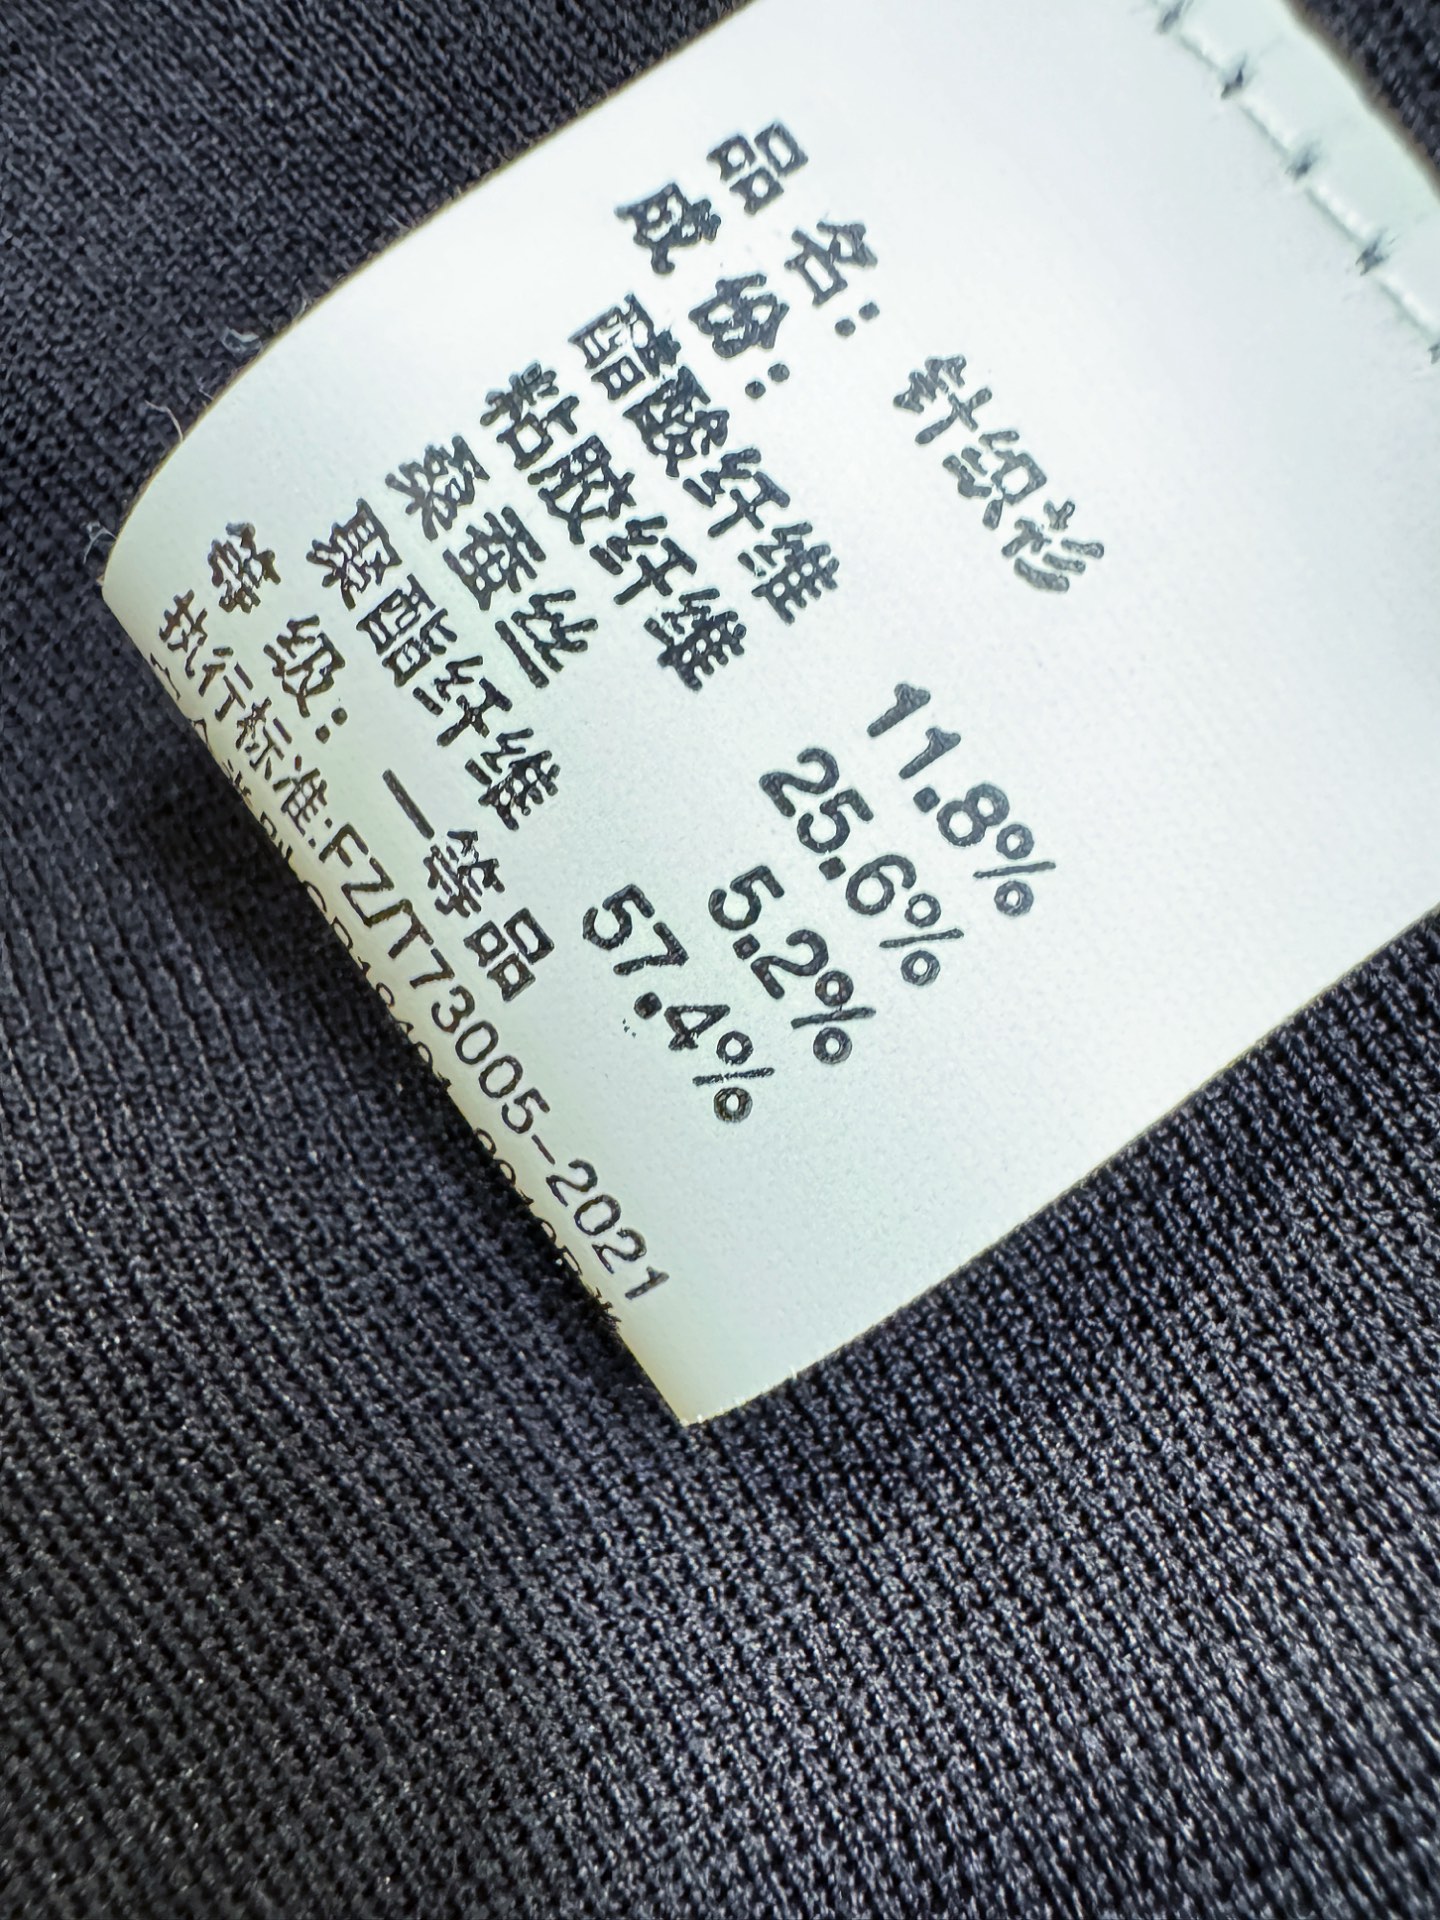 品 名: 针织衫
成 份:
醋酸纤维 11.8%
粘胶纤维 25.6%
桑蚕丝 5.2%
聚酯纤维 57.4%
等 级: 一等品
执行标准:FZ/T73005-2021